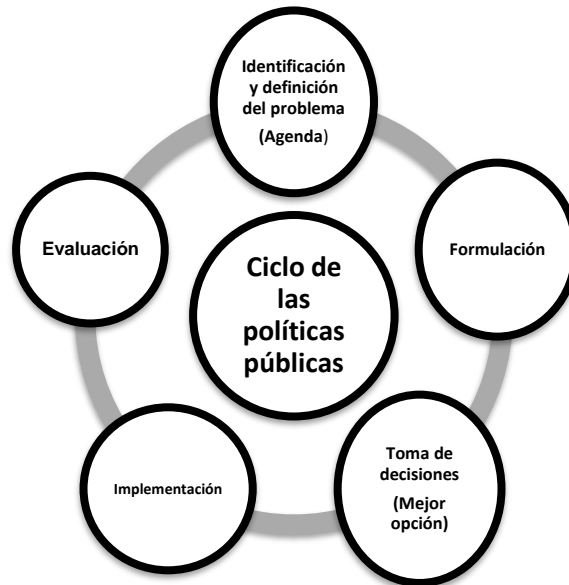 Identificación
y definición
del problema
(Agenda)
Formulación
Toma de
decisiones
(Mejor
opción)
Implementación
Evaluación
Ciclo de
las
políticas
públicas